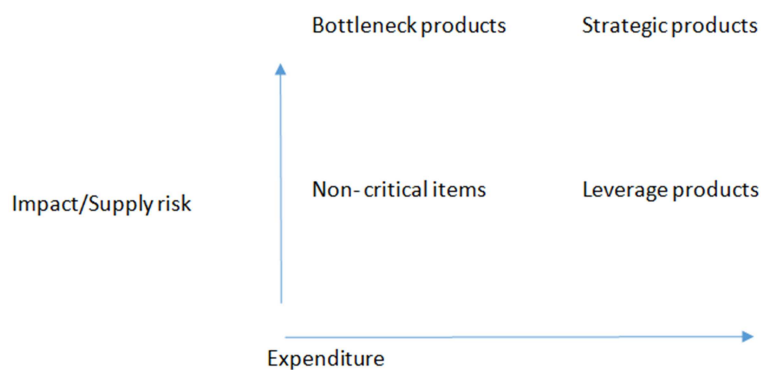 Bottleneck products
Strategic products
Non- critical items
Leverage products
Impact/Supply risk
Expenditure